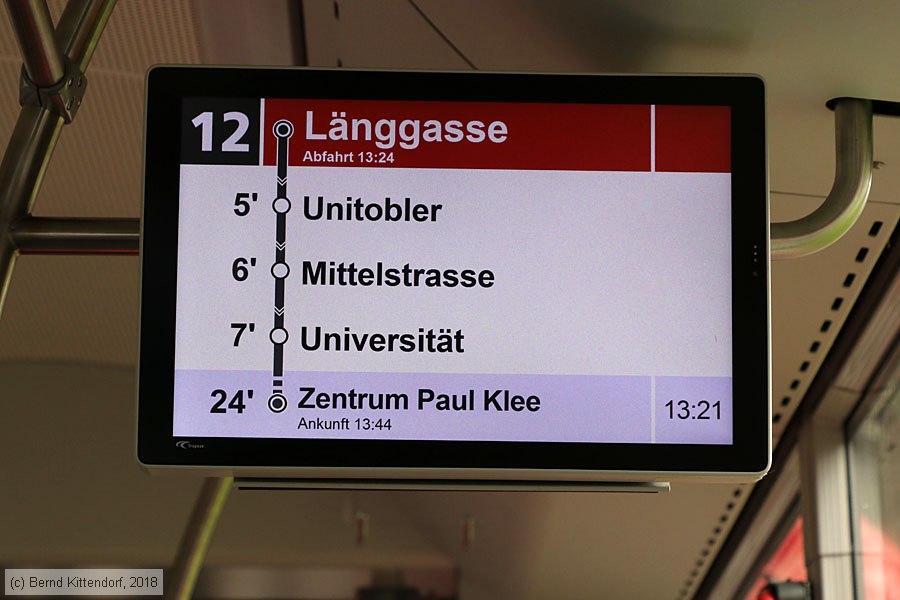 12 Länggasse
Abfahrt 13:24
5' Unitobler
6' Mittelstrasse
7' Universität
24' Zentrum Paul Klee
Ankunft 13:44
13:21
(c) Bernd Kittendorf, 2018